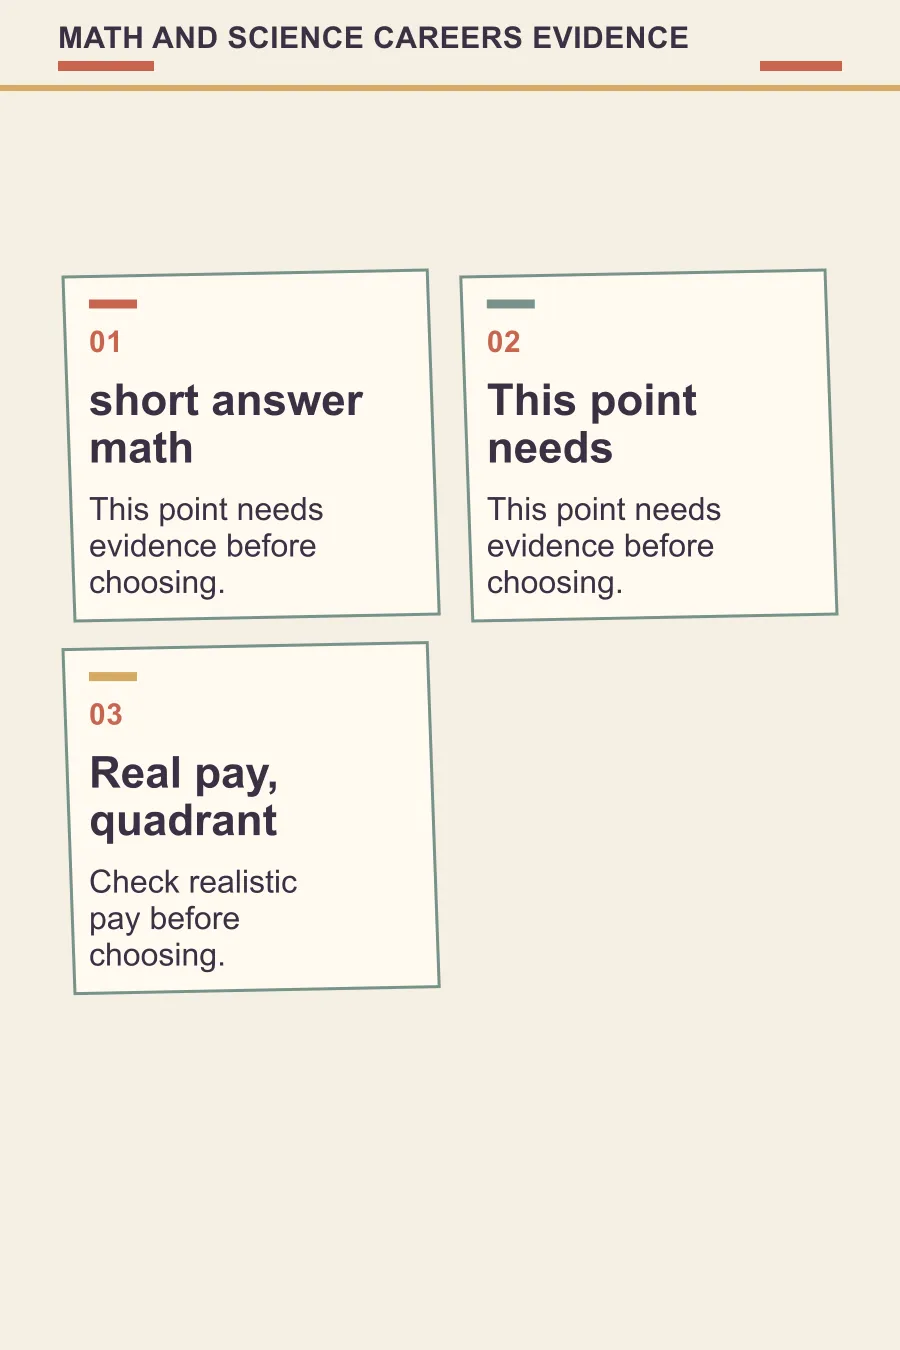 MATH AND SCIENCE CAREERS EVIDENCE
01
short answer
math
This point needs
evidence before
choosing.
02
This point
needs
This point needs
evidence before
choosing.
03
Real pay,
quadrant
Check realistic
pay before
choosing.